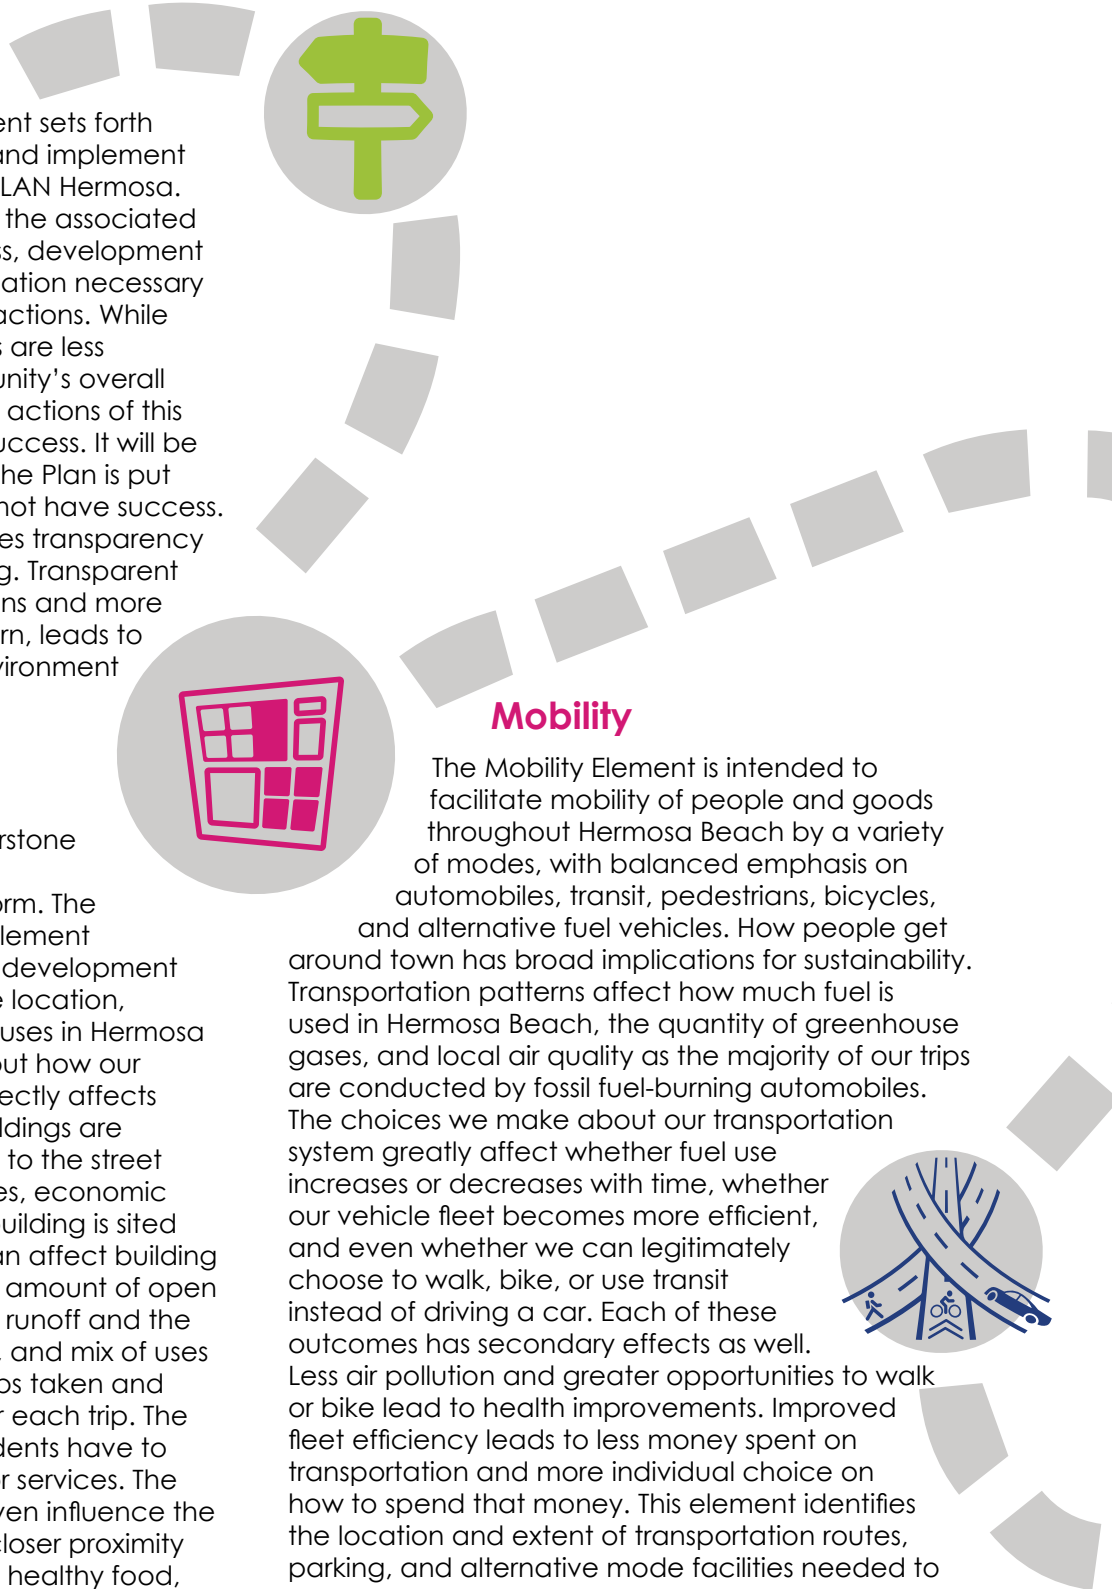 ent sets forth
and implement
LAN Hermosa.
the associated
ss, development
ation necessary
actions. While
s are less
unity's overall
actions of this
uccess. It will be
he Plan is put
not have success.
es transparency
g. Transparent
ns and more
rn, leads to
vironment
rstone
orm. The
lement
development
e location,
uses in Hermosa
out how our
ectly affects
ldings are
to the street
es, economic
building is sited
an affect building
amount of open
runoff and the
, and mix of uses
os taken and
r each trip. The
dents have to
or services. The
ven influence the
closer proximity
healthy food,
Mobility
The Mobility Element is intended to
facilitate mobility of people and goods
throughout Hermosa Beach by a variety
of modes, with balanced emphasis on
automobiles, transit, pedestrians, bicycles,
and alternative fuel vehicles. How people get
around town has broad implications for sustainability.
Transportation patterns affect how much fuel is
used in Hermosa Beach, the quantity of greenhouse
gases, and local air quality as the majority of our trips
are conducted by fossil fuel-burning automobiles.
The choices we make about our transportation
system greatly affect whether fuel use
increases or decreases with time, whether
our vehicle fleet becomes more efficient,
and even whether we can legitimately
choose to walk, bike, or use transit
instead of driving a car. Each of these
outcomes has secondary effects as well.
Less air pollution and greater opportunities to walk
or bike lead to health improvements. Improved
fleet efficiency leads to less money spent on
transportation and more individual choice on
how to spend that money. This element identifies
the location and extent of transportation routes,
parking, and alternative mode facilities needed to